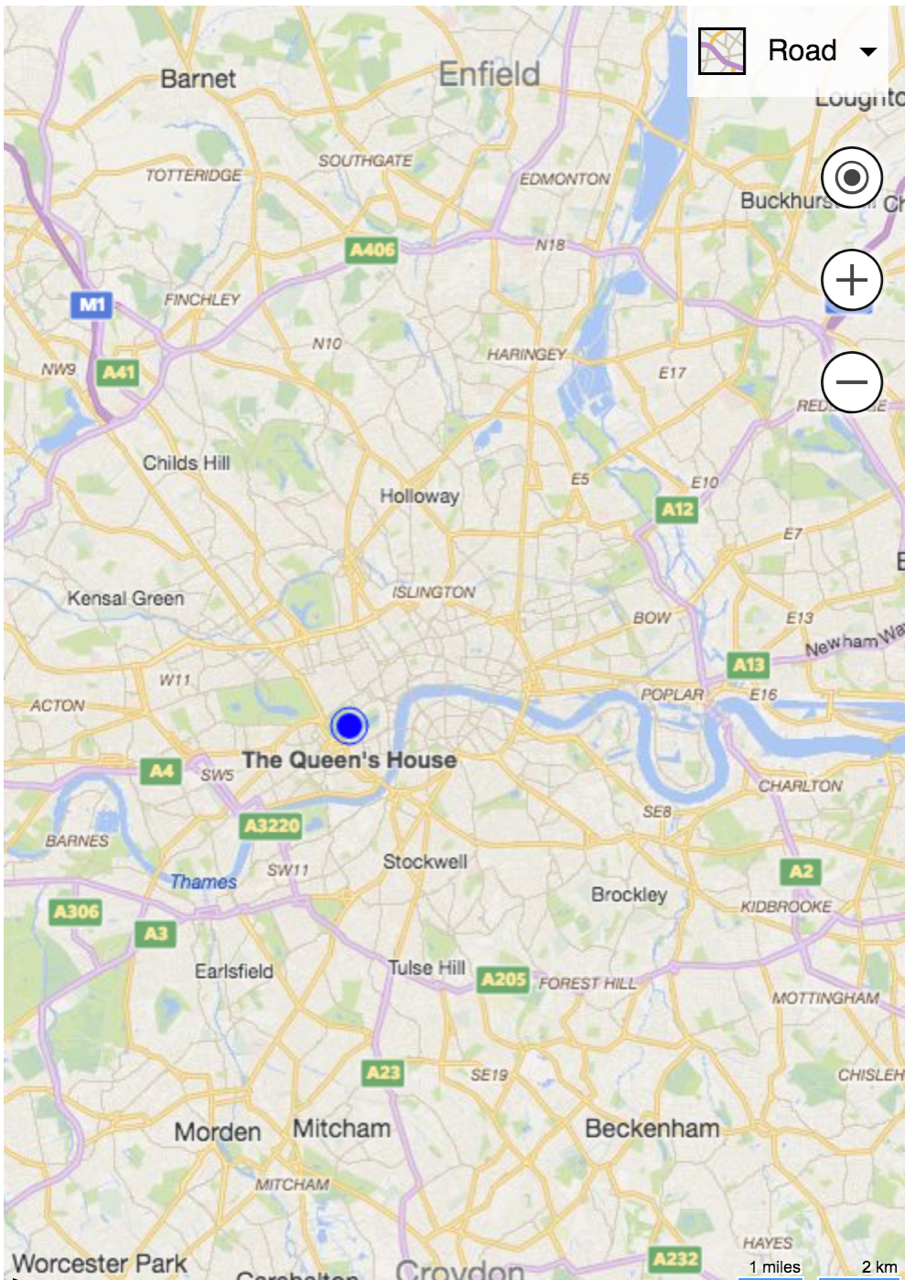 Road
Barnet
Enfield
Loughto
SOUTHGATE
TOTTERIDGE
EDMONTON
Buckhurs
Ch
A406
N18
M1
FINCHLEY
N10
HARINGEY
NW9
A41
E17
Childs Hill
Holloway
E5
E10
A12
E7
Kensal Green
ISLINGTON
BOW
E13
Newham Wa
A13
W11
POPLAR
E16
ACTON
The Queen's House
A4
SW5
CHARLTON
A3220
SE8
BARNES
Stockwell
SW11
A2
Thames
Brockley
A306
KIDBROOKE
A3
Earlsfield
Tulse Hill
A205
FOREST HILL
MOTTINGHAM
A23
SE19
CHISLEH
Morden
Mitcham
Beckenham
MITCHAM
HAYES
Worcester Park
A232
1 miles
2 km
Carshalton
Croydon